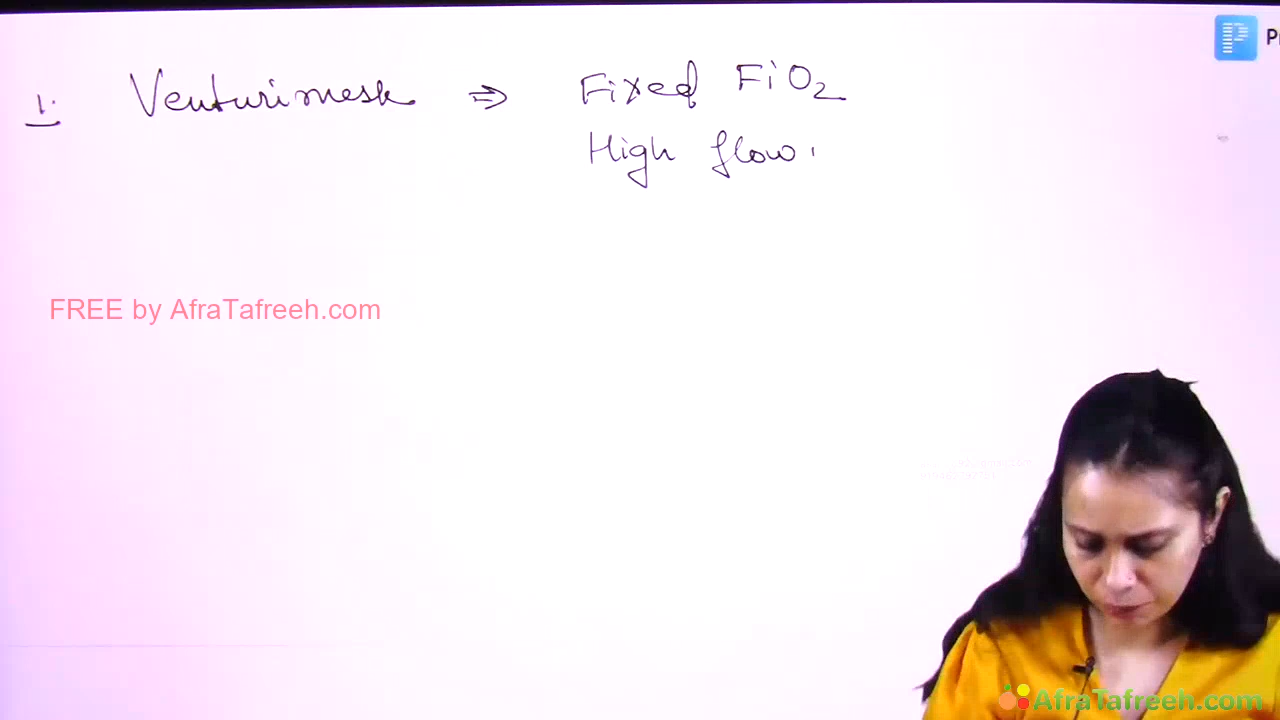 1. Venturimask ⇒ Fixed FiO2
High flow.
FREE by AfraTafreeh.com
AfraTafreeh.com